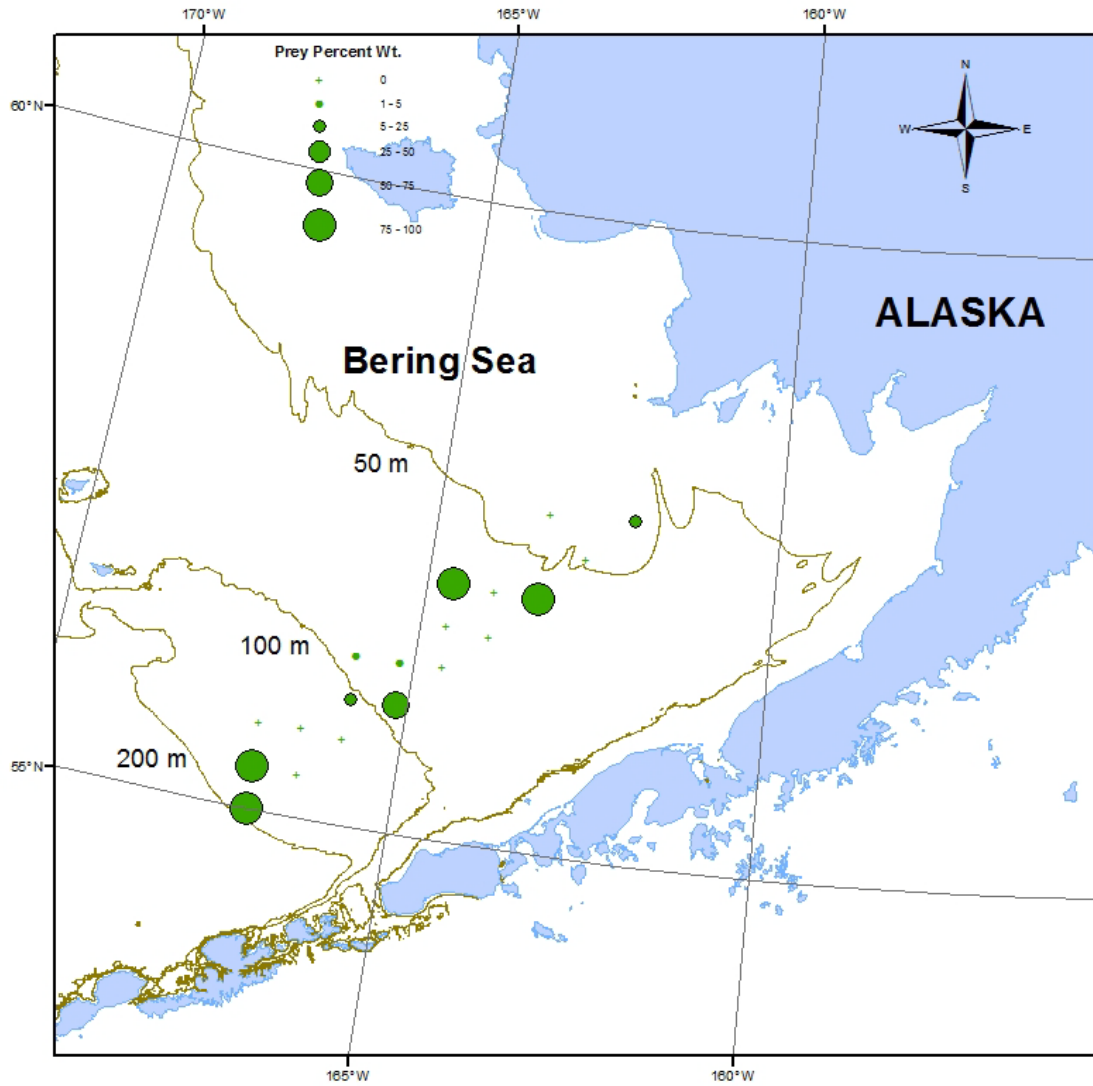 170°W 165°W 160°W
Prey Percent Wt.
0
1 - 5
5 - 25
25 - 50
50 - 75
75 - 100
N
W E
S
60°N
ALASKA
Bering Sea
50 m
100 m
200 m
55°N
165°W 160°W